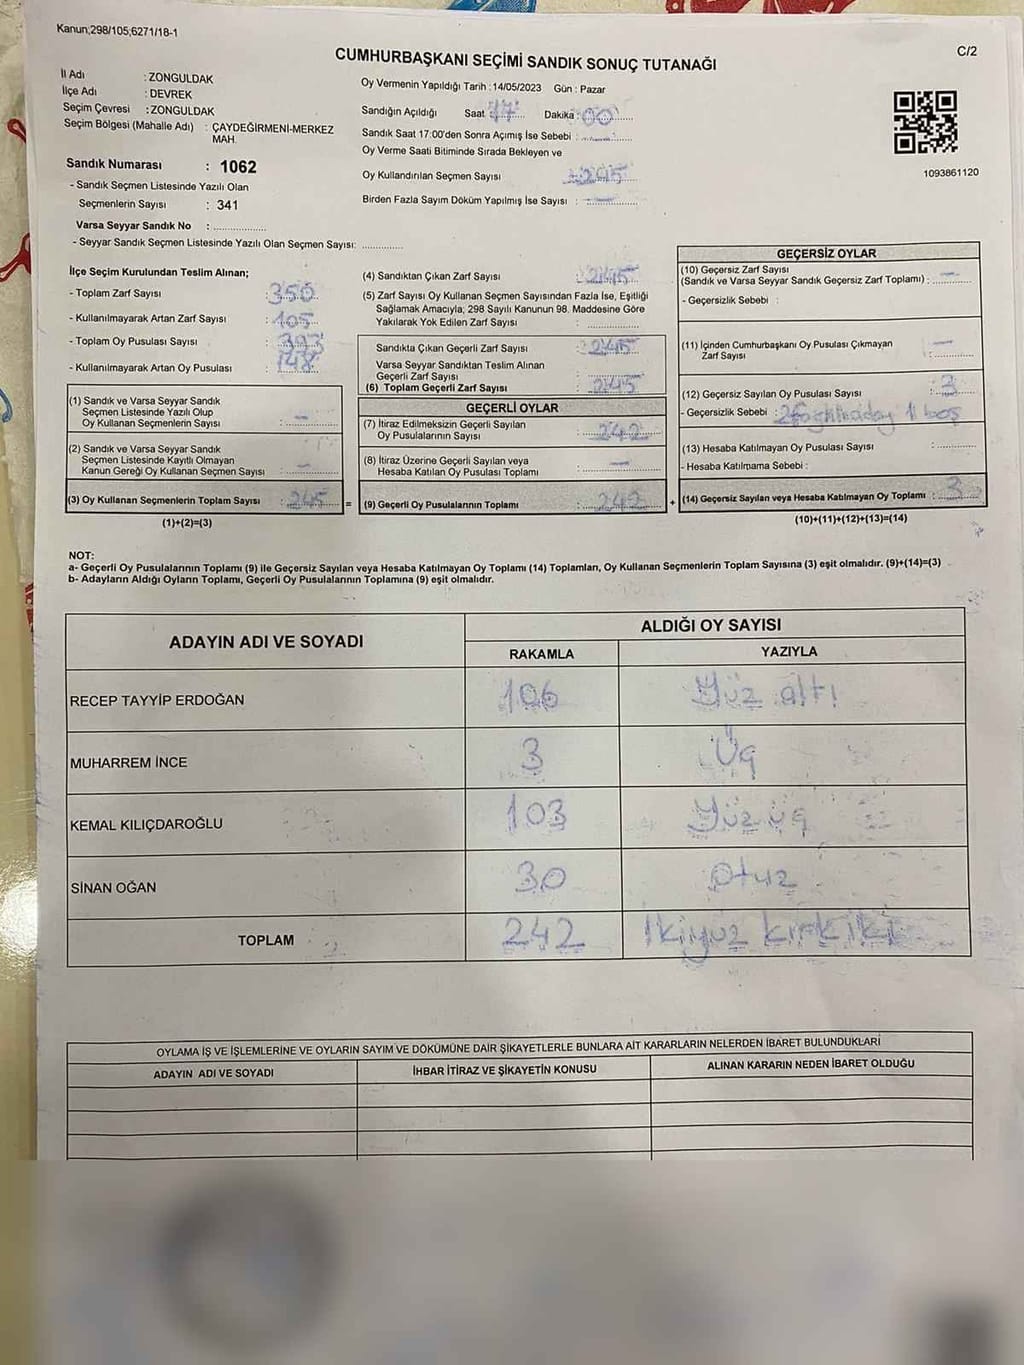 Kanun;298/105;6271/18-1
C/2
CUMHURBAŞKANI SEÇİMİ SANDIK SONUÇ TUTANAĞI
İl Adı : ZONGULDAK
İlçe Adı : DEVREK
Seçim Çevresi : ZONGULDAK
Seçim Bölgesi (Mahalle Adı) : ÇAYDEĞİRMENİ-MERKEZ
MAH.
Sandık Numarası : 1062
- Sandık Seçmen Listesinde Yazılı Olan
Seçmenlerin Sayısı : 341
Varsa Seyyar Sandık No :
- Seyyar Sandık Seçmen Listesinde Yazılı Olan Seçmen Sayısı:
Oy Vermenin Yapıldığı Tarih : 14/05/2023 Gün : Pazar
Sandığın Açıldığı Saat 17 Dakika : 00
Sandık Saat 17:00'den Sonra Açımış İse Sebebi : —
Oy Verme Saati Bitiminde Sırada Bekleyen ve
Oy Kullandırılan Seçmen Sayısı : 245
Birden Fazla Sayım Döküm Yapılmış İse Sayısı : —
1093861120
İlçe Seçim Kurulundan Teslim Alınan;
- Toplam Zarf Sayısı : 350
- Kullanılmayarak Artan Zarf Sayısı : 105
- Toplam Oy Pusulası Sayısı : 393
- Kullanılmayarak Artan Oy Pusulası : 148
(1) Sandık ve Varsa Seyyar Sandık
Seçmen Listesinde Yazılı Olup
Oy Kullanan Seçmenlerin Sayısı : —
(2) Sandık ve Varsa Seyyar Sandık
Seçmen Listesinde Kayıtlı Olmayan
Kanun Gereği Oy Kullanan Seçmen Sayısı : —
(3) Oy Kullanan Seçmenlerin Toplam Sayısı : 245 =
(1)+(2)=(3)
(4) Sandıktan Çıkan Zarf Sayısı : 245
(5) Zarf Sayısı Oy Kullanan Seçmen Sayısından Fazla İse, Eşitliği
Sağlamak Amacıyla; 298 Sayılı Kanunun 98. Maddesine Göre
Yakılarak Yok Edilen Zarf Sayısı :
Sandıkta Çıkan Geçerli Zarf Sayısı : 245
Varsa Seyyar Sandıktan Teslim Alınan
Geçerli Zarf Sayısı :
(6) Toplam Geçerli Zarf Sayısı 245
GEÇERLİ OYLAR
(7) İtiraz Edilmeksizin Geçerli Sayılan
Oy Pusulalarının Sayısı : 242
(8) İtiraz Üzerine Geçerli Sayılan veya
Hesaba Katılan Oy Pusulası Toplamı : —
(9) Geçerli Oy Pusulalarının Toplamı : 242 +
GEÇERSİZ OYLAR
(10) Geçersiz Zarf Sayısı
(Sandık ve Varsa Seyyar Sandık Geçersiz Zarf Toplamı) : —
- Geçersizlik Sebebi :
(11) İçinden Cumhurbaşkanı Oy Pusulası Çıkmayan
Zarf Sayısı : —
(12) Geçersiz Sayılan Oy Pusulası Sayısı : 3
- Geçersizlik Sebebi : 1 boş
(13) Hesaba Katılmayan Oy Pusulası Sayısı :
- Hesaba Katılmama Sebebi :
(14) Geçersiz Sayılan veya Hesaba Katılmayan Oy Toplamı : 3
(10)+(11)+(12)+(13)=(14)
NOT:
a- Geçerli Oy Pusulalarının Toplamı (9) ile Geçersiz Sayılan veya Hesaba Katılmayan Oy Toplamı (14) Toplamları, Oy Kullanan Seçmenlerin Toplam Sayısına (3) eşit olmalıdır. (9)+(14)=(3)
b- Adayların Aldığı Oyların Toplamı, Geçerli Oy Pusulalarının Toplamına (9) eşit olmalıdır.
ADAYIN ADI VE SOYADI
ALDIĞI OY SAYISI
RAKAMLA YAZIYLA
RECEP TAYYİP ERDOĞAN 106 Yüz altı
MUHARREM İNCE 3 Üç
KEMAL KILIÇDAROĞLU 103 Yüz üç
SİNAN OĞAN 30 Otuz
TOPLAM 242 İkiyüz kırkiki
OYLAMA İŞ VE İŞLEMLERİNE VE OYLARIN SAYIM VE DÖKÜMÜNE DAİR ŞİKAYETLERLE BUNLARA AİT KARARLARIN NELERDEN İBARET BULUNDUKLARI
ADAYIN ADI VE SOYADI İHBAR İTİRAZ VE ŞİKAYETİN KONUSU ALINAN KARARIN NEDEN İBARET OLDUĞU